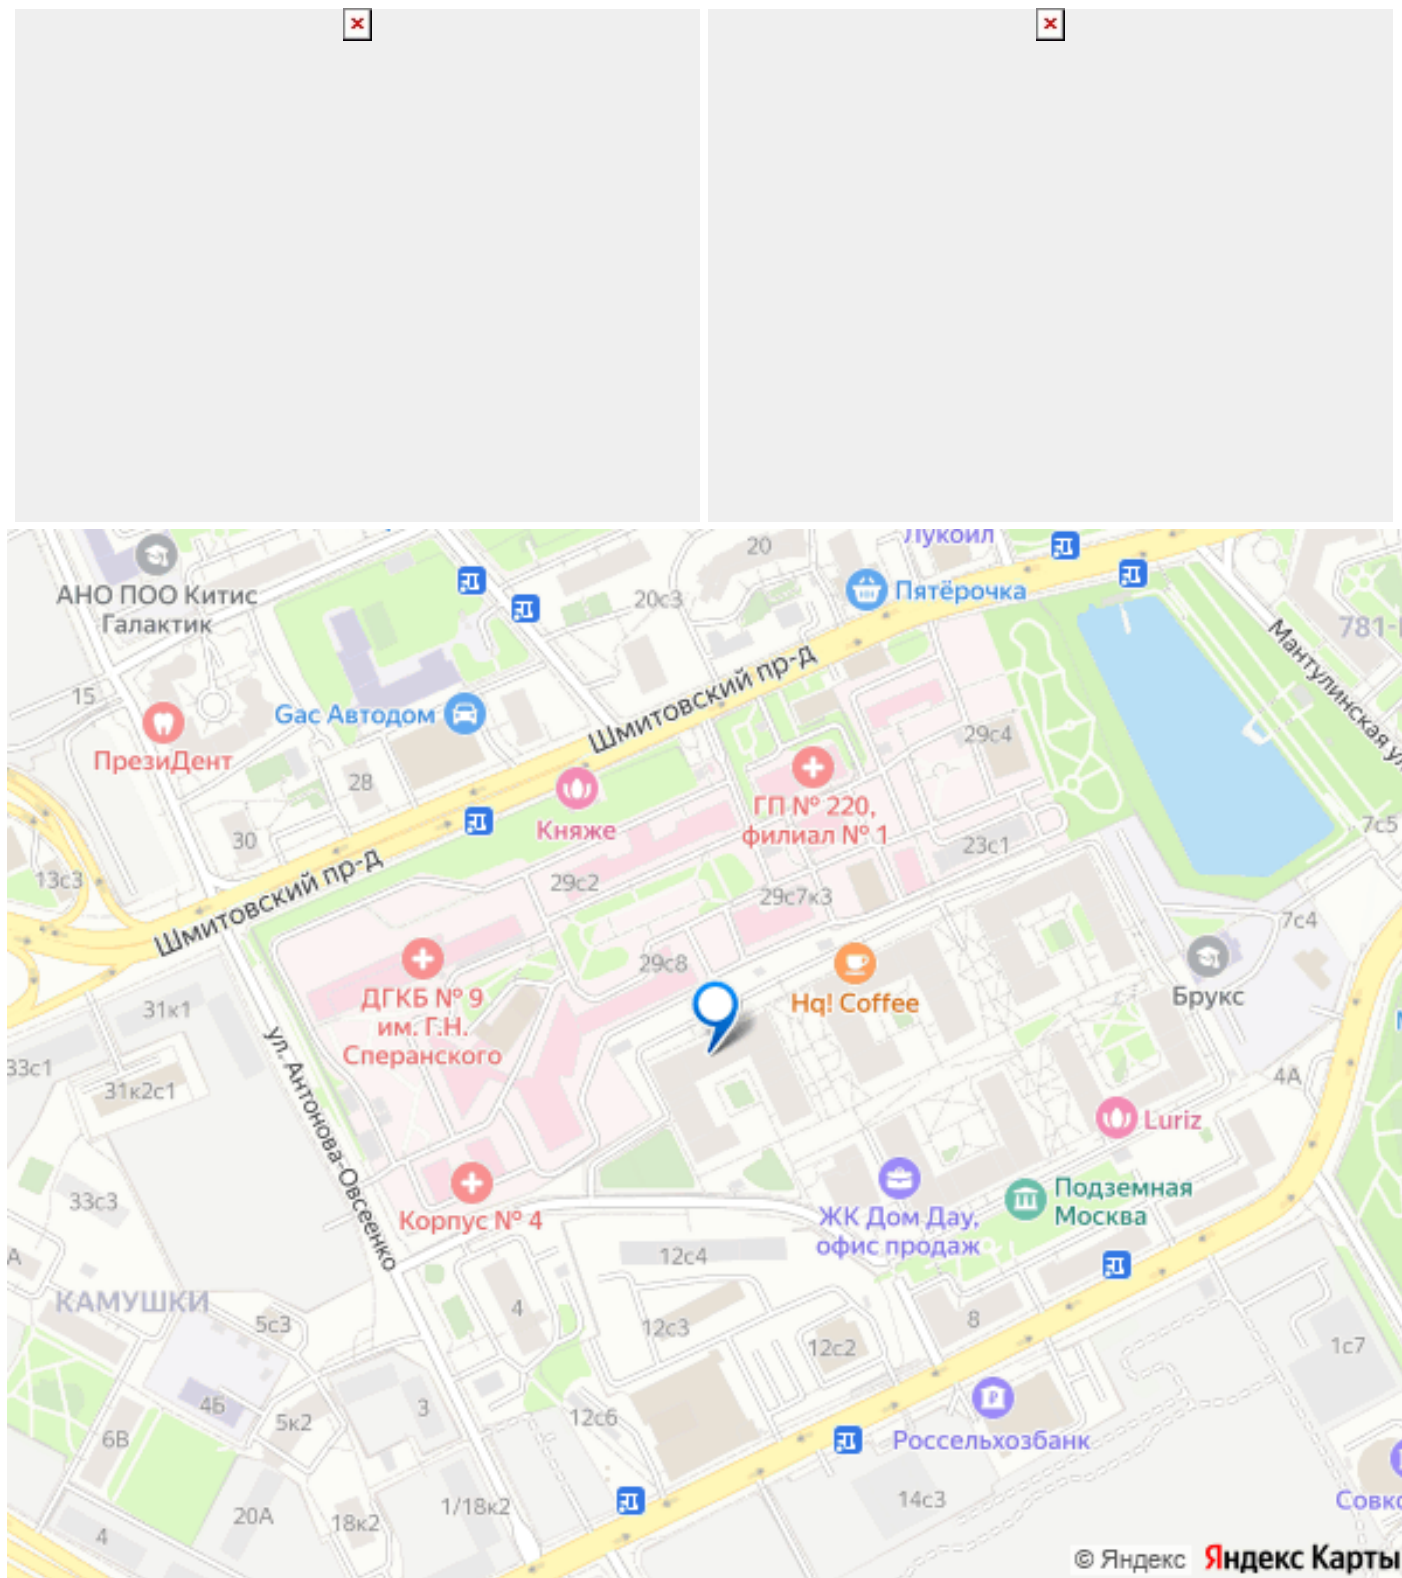 Лукойл
20
АНО ПОО Китис
Галактик
20с3
Пятёрочка
781-
Мантулинская ул
15
Gac Автодом
Шмитовский пр-д
29с4
ПрезиДент
28
ГП № 220,
филиал № 1
Княже
7с5
30
23с1
13с3
Шмитовский пр-д
29с2
29с7к3
7с4
29с8
ДГКБ № 9
им. Г.Н.
Сперанского
Hq! Coffee
Брукс
31к1
ул. Антонова-Овсеенко
33с1
31к2с1
4А
Luriz
33с3
Корпус № 4
ЖК Дом Дау,
офис продаж
Подземная
Москва
12с4
КАМУШКИ
5с3
4
12с3
12с2
8
1с7
4Б
5к2
3
12с6
6В
Россельхозбанк
20А
18к2
1/18к2
14с3
Совко
4
© Яндекс Яндекс Карты